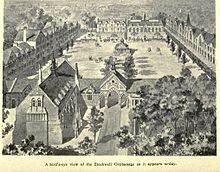 A bird's-eye view of the Stockwell Orphanage as it appears to-day.